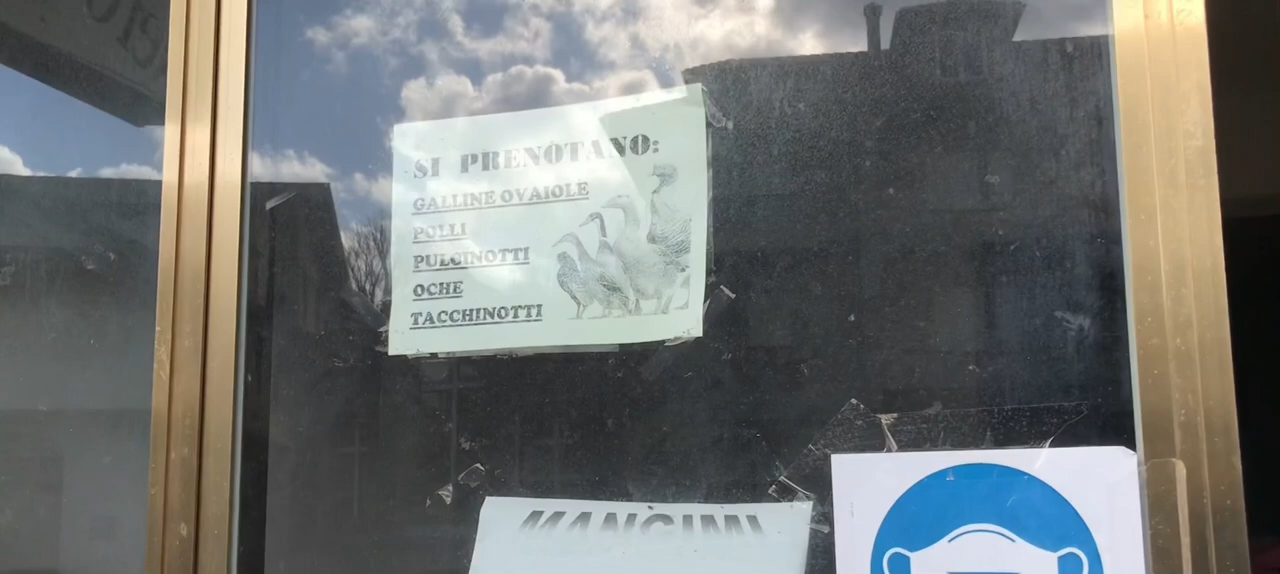 SI PRENOTANO:
GALLINE OVAIOLE
POLLI
PULCINOTTI
OCHE
TACCHINOTTI
MANGIMI